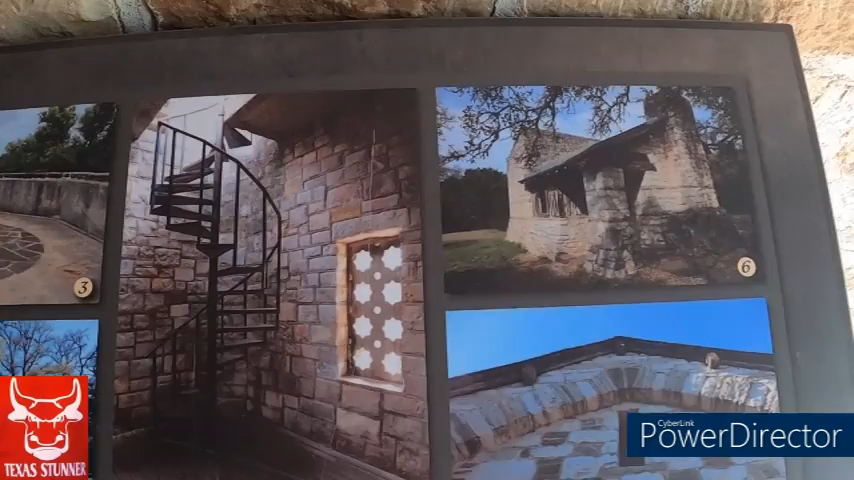 3
6
TEXAS STUNNER
CyberLink
PowerDirector